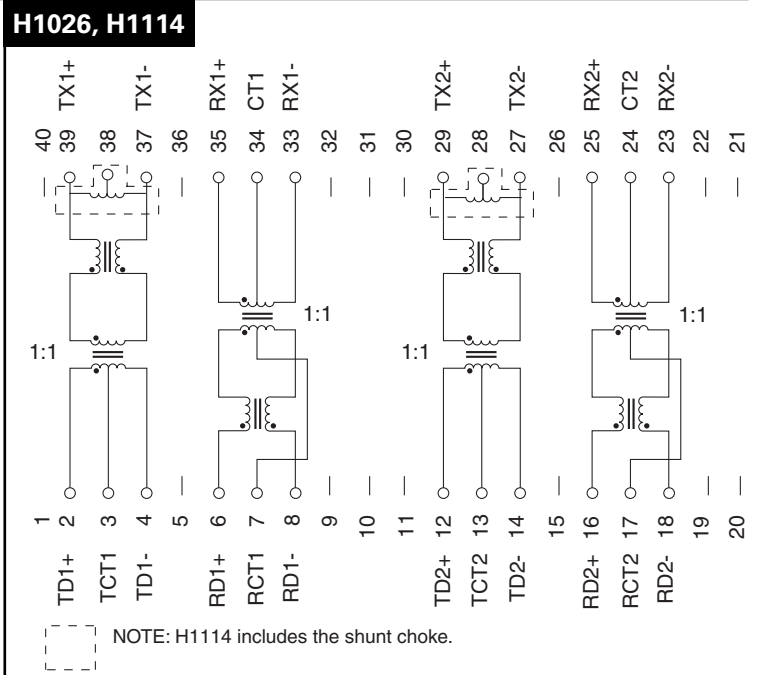 H1026, H1114
TX1+ TX1- RX1+ CT1 RX1- TX2+ TX2- RX2+ CT2 RX2-
40 39 38 37 36 35 34 33 32 31 30 29 28 27 26 25 24 23 22 21
1:1 1:1
1:1 1:1
1 2 3 4 5 6 7 8 9 10 11 12 13 14 15 16 17 18 19 20
TD1+ TCT1 TD1- RD1+ RCT1 RD1- TD2+ TCT2 TD2- RD2+ RCT2 RD2-
NOTE: H1114 includes the shunt choke.